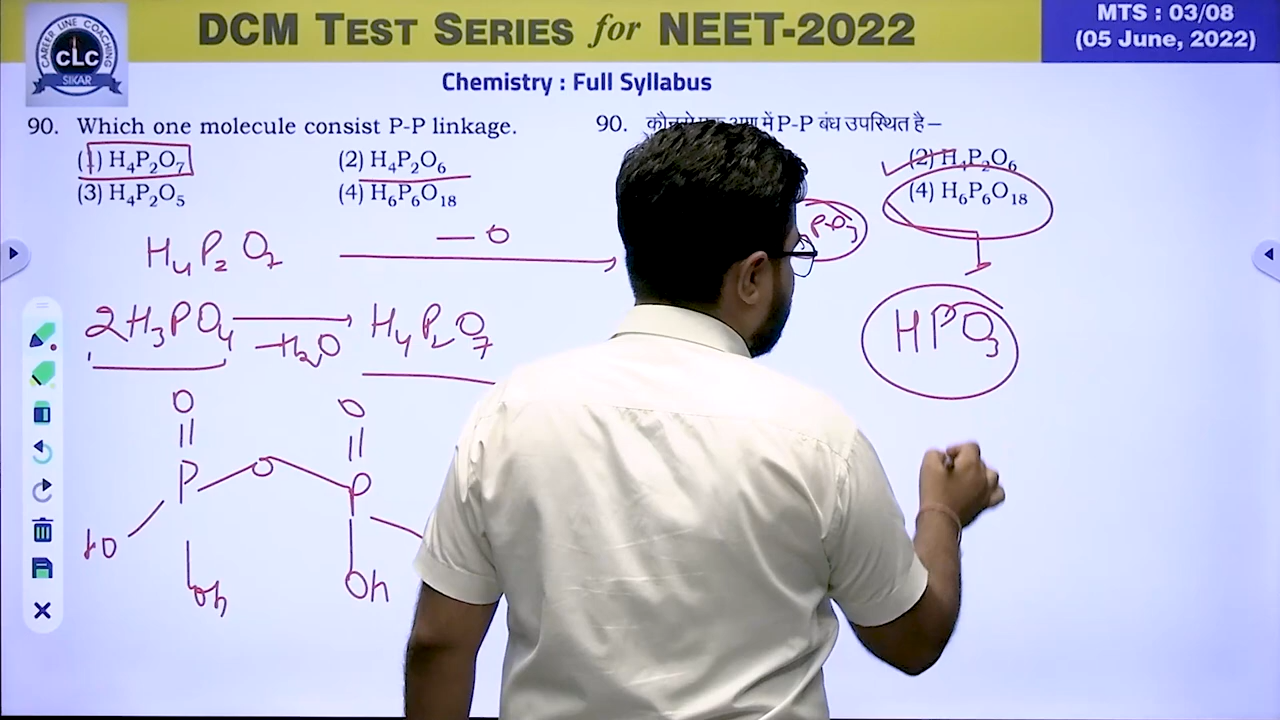 DCM TEST SERIES for NEET-2022
MTS : 03/08
(05 June, 2022)
CAREER LINE COACHING
CLC
SIKAR
Chemistry : Full Syllabus
90. Which one molecule consist P-P linkage.
(1) H₄P₂O₇ (2) H₄P₂O₆
(3) H₄P₂O₅ (4) H₆P₆O₁₈
90. में P-P बंध उपस्थित है–
(2) H₄P₂O₆
(4) H₆P₆O₁₈
H₄P₂O₇ — O
2H₃PO₄ -H₂O H₄P₂O₇
HPO₃
O O
|| ||
P O P
HO Oh Oh